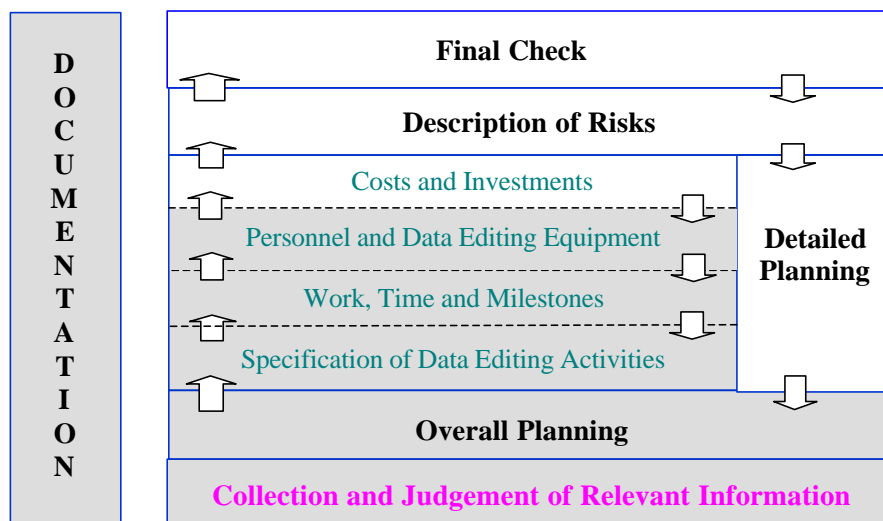 DOCUMENTATION
Final Check
Description of Risks
Costs and Investments
Personnel and Data Editing Equipment
Work, Time and Milestones
Specification of Data Editing Activities
Detailed
Planning
Overall Planning
Collection and Judgement of Relevant Information